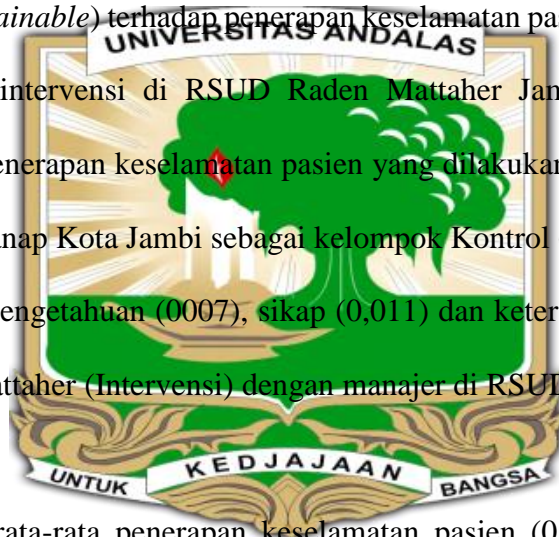 ainable) terhadap penerapan keselamatan pa
UNIVERSITAS ANDALAS
intervensi di RSUD Raden Mattaher Jam
enerapan keselamatan pasien yang dilakukan
nap Kota Jambi sebagai kelompok Kontrol
pengetahuan (0007), sikap (0,011) dan keter
attaher (Intervensi) dengan manajer di RSUD
UNTUK KEDJAJAAN BANGSA
rata-rata penerapan keselamatan pasien (0